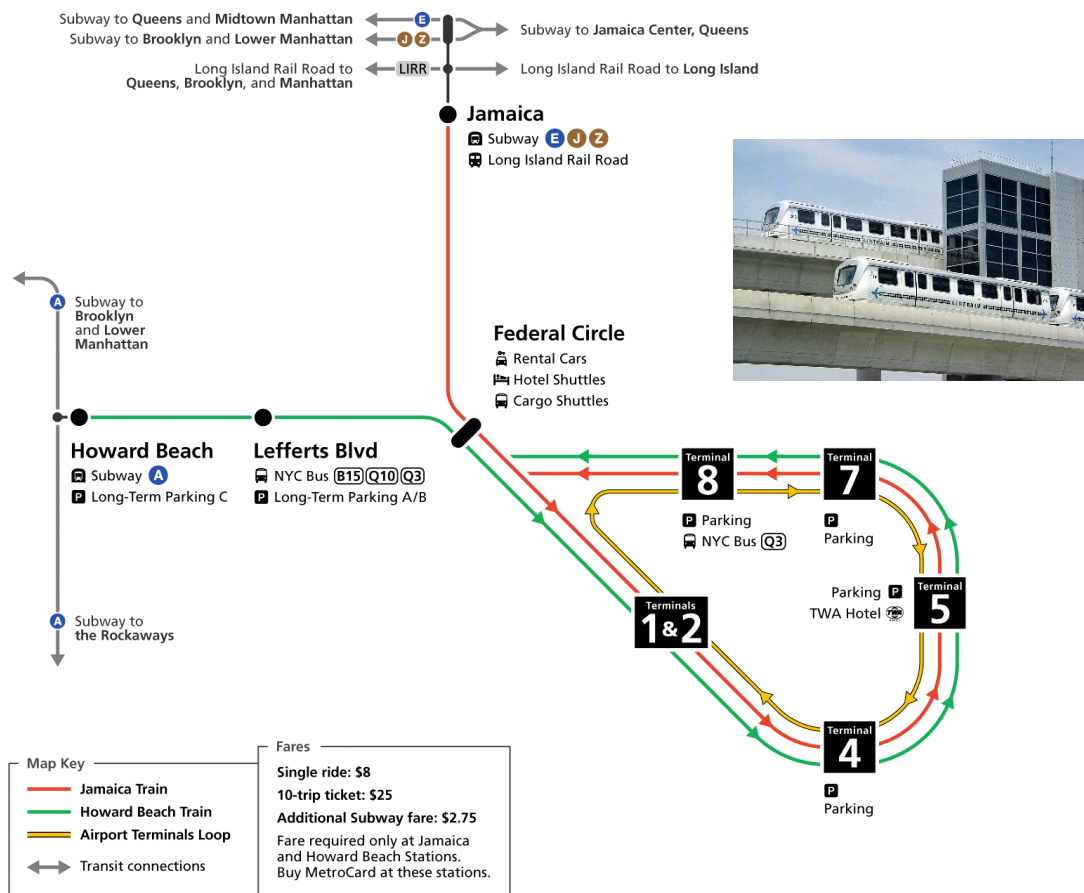 Subway to Queens and Midtown Manhattan
E
Subway to Brooklyn and Lower Manhattan
J Z
Subway to Jamaica Center, Queens
Long Island Rail Road to
Queens, Brooklyn, and Manhattan
LIRR
Long Island Rail Road to Long Island
Jamaica
Subway E J Z
Long Island Rail Road
A
Subway to
Brooklyn
and Lower
Manhattan
Federal Circle
Rental Cars
Hotel Shuttles
Cargo Shuttles
Howard Beach
Subway A
P Long-Term Parking C
Lefferts Blvd
NYC Bus B15 Q10 Q3
P Long-Term Parking A/B
Terminal
8
P Parking
NYC Bus Q3
Terminal
7
P
Parking
Terminal
5
Parking P
TWA Hotel
Terminals
1&2
A
Subway to
the Rockaways
Terminal
4
P
Parking
Map Key
Jamaica Train
Howard Beach Train
Airport Terminals Loop
Transit connections
Fares
Single ride: $8
10-trip ticket: $25
Additional Subway fare: $2.75
Fare required only at Jamaica
and Howard Beach Stations.
Buy MetroCard at these stations.
AIRTRAIN